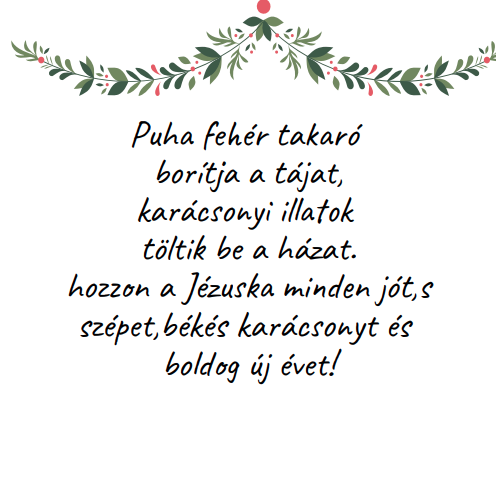 Puha fehér takaró
borítja a tájat,
karácsonyi illatok
töltik be a házat.
hozzon a Jézuska minden jót,s
szépet,békés karácsonyt és
boldog új évet!